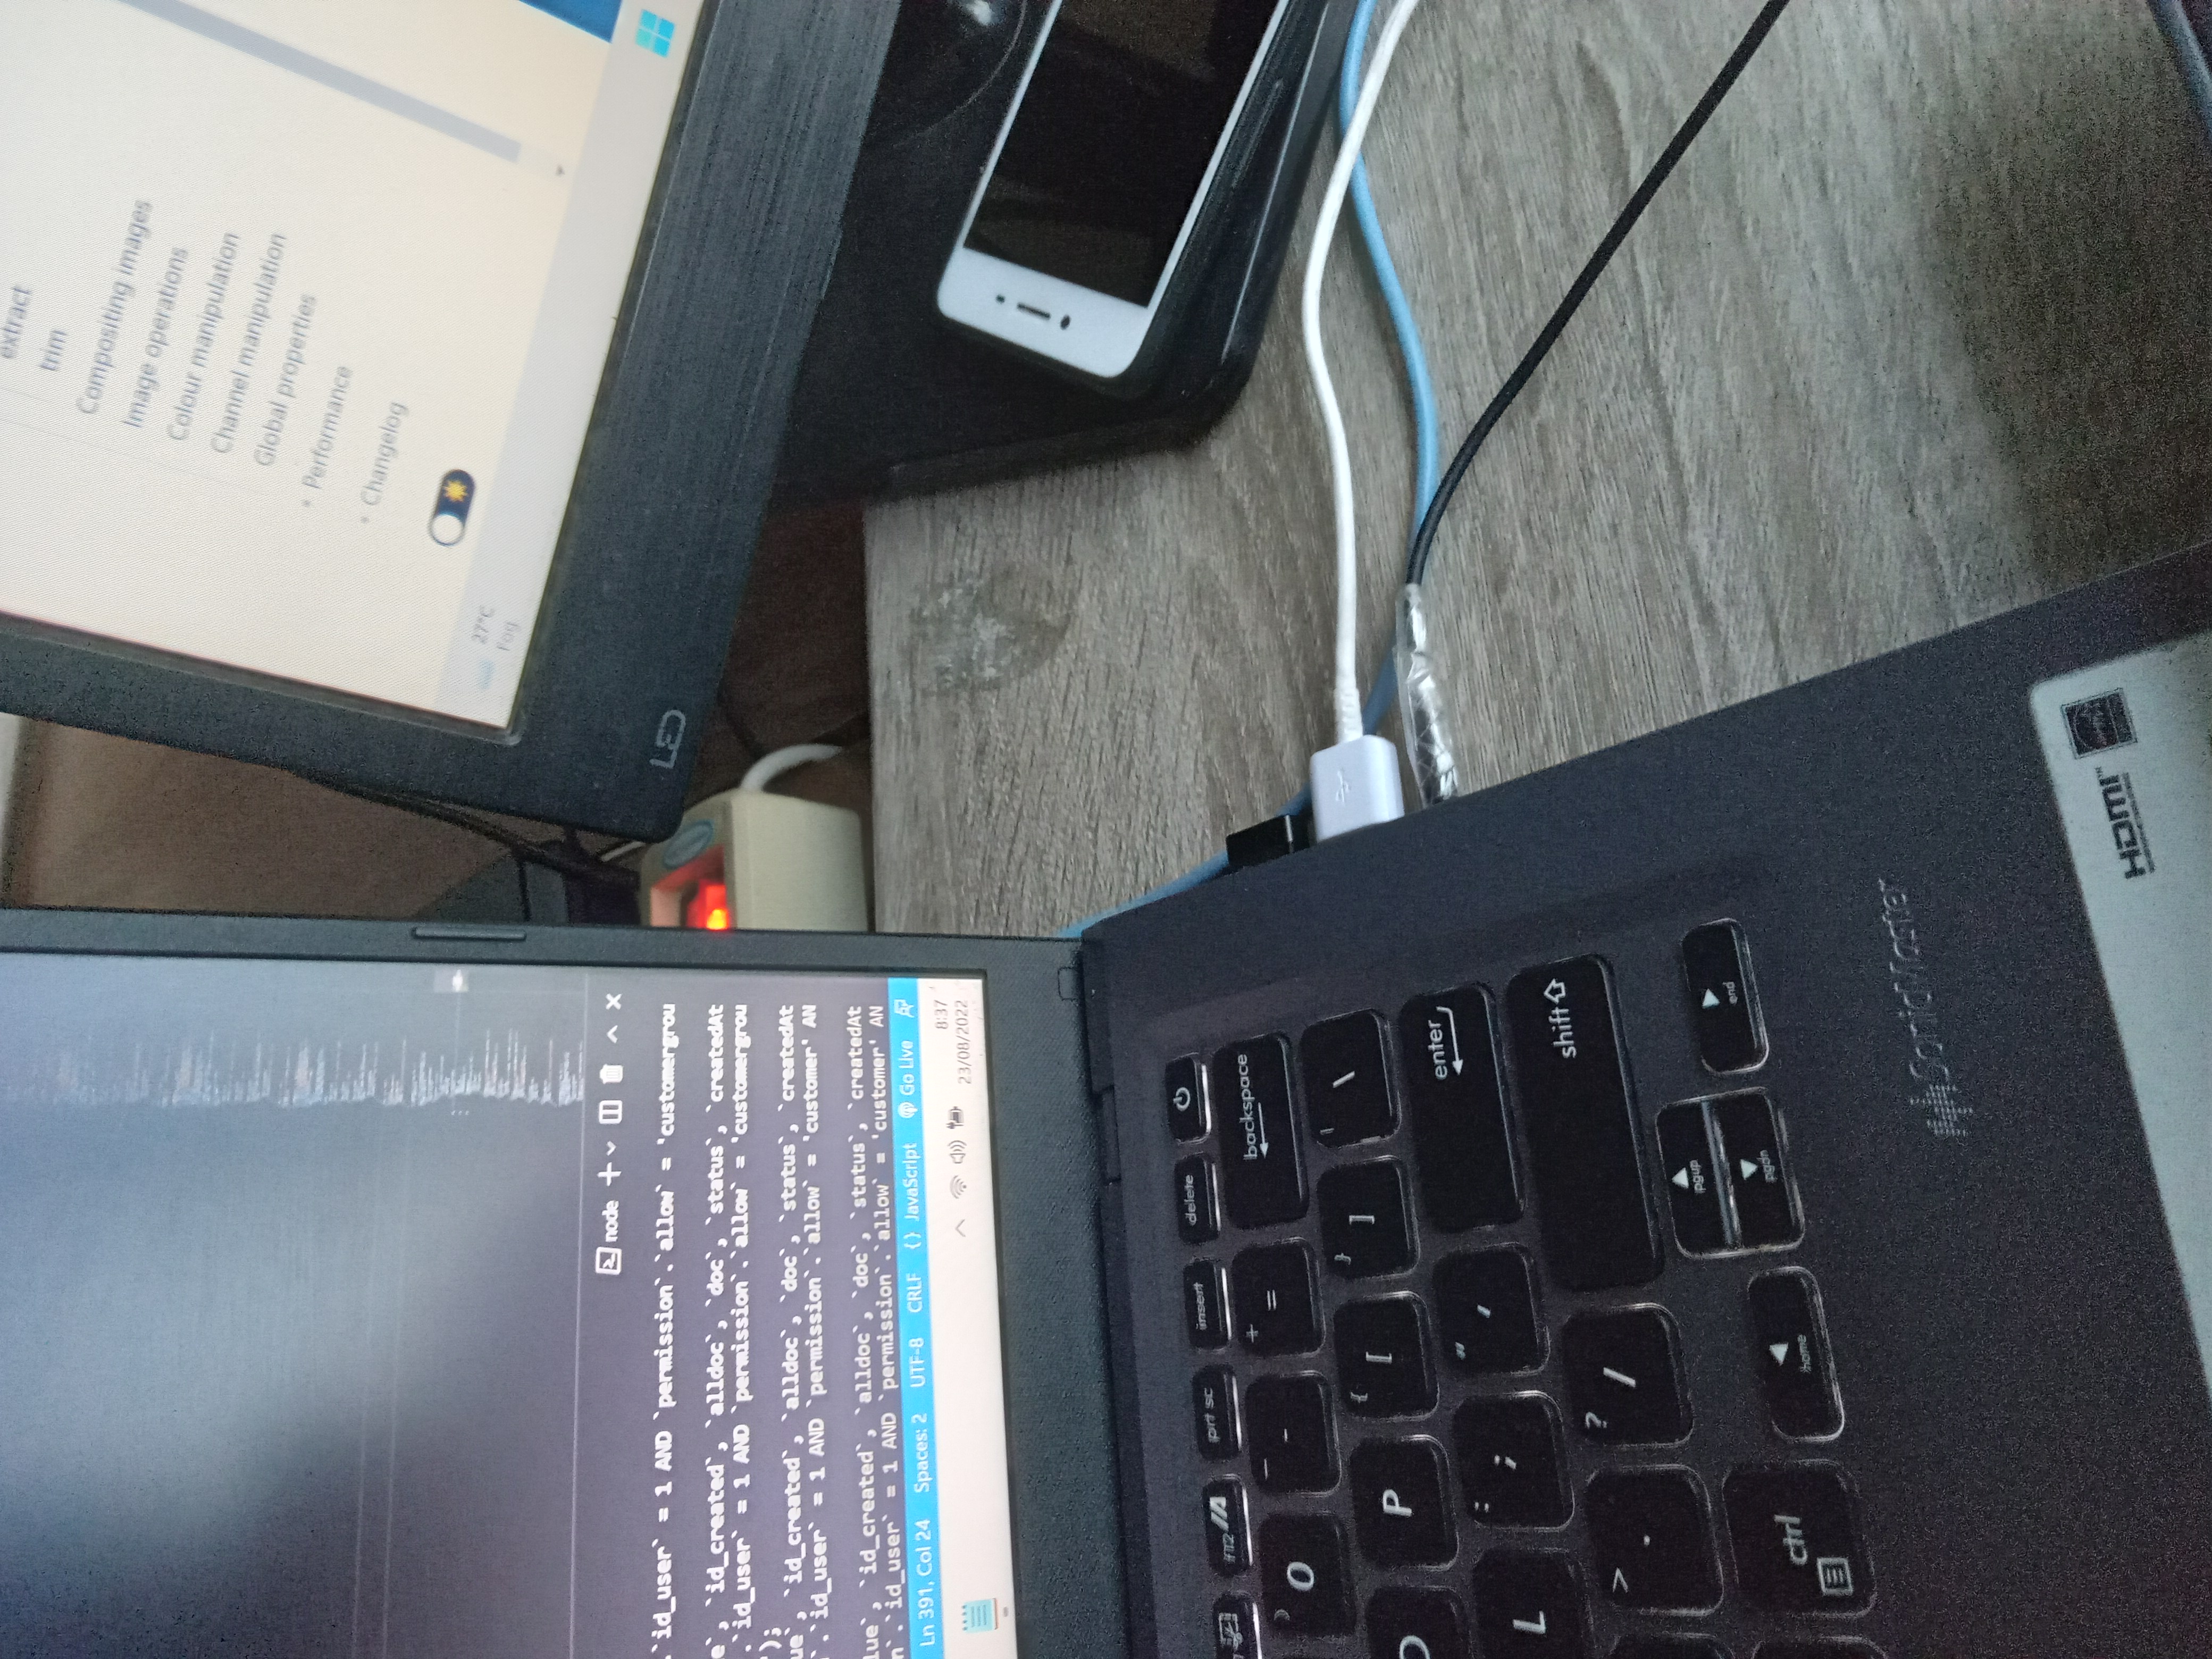 extract
trim
Compositing images
Image operations
Colour manipulation
Channel manipulation
Global properties
Performance
Changelog
27°C
Fog
LED
node
.`id_user` = 1 AND `permission`.`allow` = 'customergrou
e`, `id_created`, `alldoc`, `doc`, `status`, `createdAt
`.`id_user` = 1 AND `permission`.`allow` = 'customergrou
');
ue`, `id_created`, `alldoc`, `doc`, `status`, `createdAt
`.`id_user` = 1 AND `permission`.`allow` = 'customer' AN
lue`, `id_created`, `alldoc`, `doc`, `status`, `createdAt
n`.`id_user` = 1 AND `permission`.`allow` = 'customer' AN
Ln 391, Col 24 Spaces: 2 UTF-8 CRLF {} JavaScript Go Live
8:37
23/08/2022
f12 prt sc insert delete
) 0 _ - + = backspace
P { [ } ] | \
L : ; " ' enter
> . ? / shift
pgup
ctrl home pgdn end
SonicMaster
HDMI